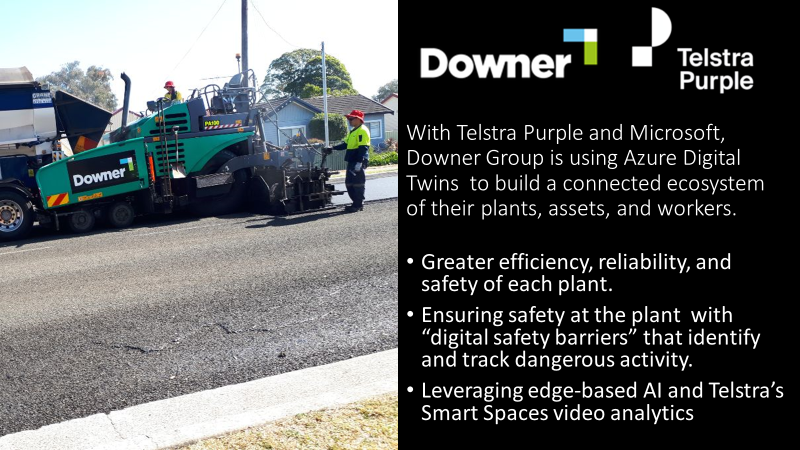 Downer
Telstra
Purple
With Telstra Purple and Microsoft,
Downer Group is using Azure Digital
Twins to build a connected ecosystem
of their plants, assets, and workers.
• Greater efficiency, reliability, and
safety of each plant.
• Ensuring safety at the plant with
“digital safety barriers” that identify
and track dangerous activity.
• Leveraging edge-based AI and Telstra’s
Smart Spaces video analytics
Downer